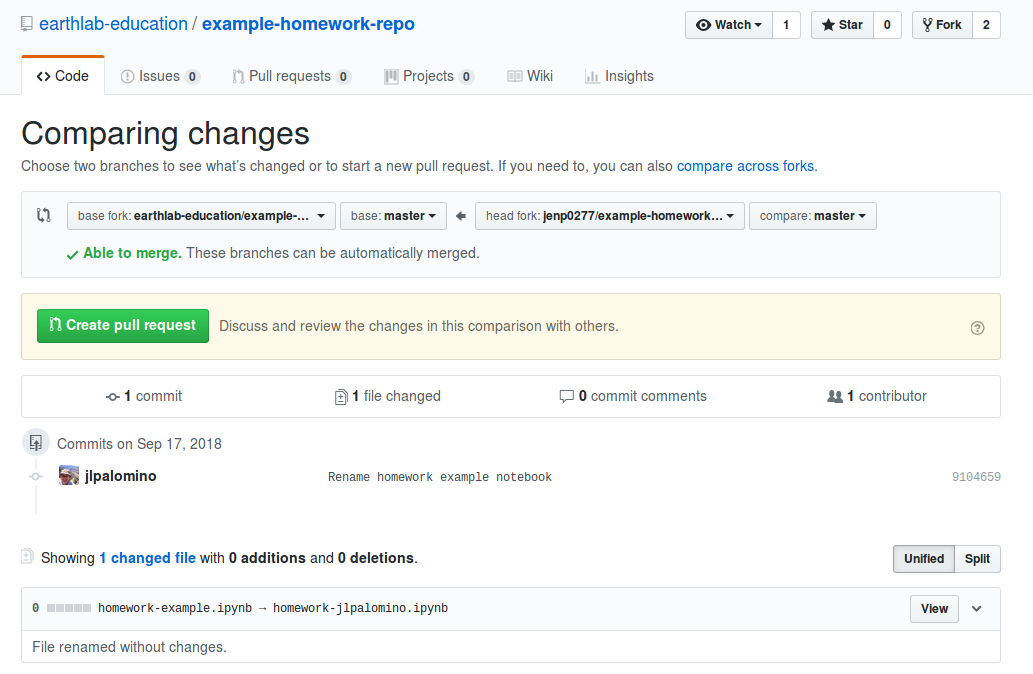 earthlab-education / example-homework-repo
Watch 1 Star 0 Fork 2
Code Issues 0 Pull requests 0 Projects 0 Wiki Insights
Comparing changes
Choose two branches to see what's changed or to start a new pull request. If you need to, you can also compare across forks.
base fork: earthlab-education/example-... base: master head fork: jenp0277/example-homework... compare: master
Able to merge. These branches can be automatically merged.
Create pull request Discuss and review the changes in this comparison with others.
1 commit 1 file changed 0 commit comments 1 contributor
Commits on Sep 17, 2018
jlpalomino Rename homework example notebook 9104659
Showing 1 changed file with 0 additions and 0 deletions. Unified Split
0 homework-example.ipynb → homework-jlpalomino.ipynb View
File renamed without changes.